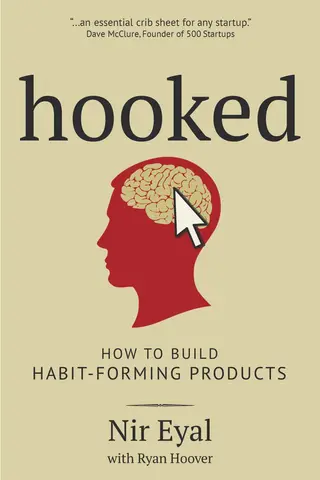 "...an essential crib sheet for any startup."
Dave McClure, Founder of 500 Startups
hooked
HOW TO BUILD
HABIT-FORMING PRODUCTS
Nir Eyal
with Ryan Hoover